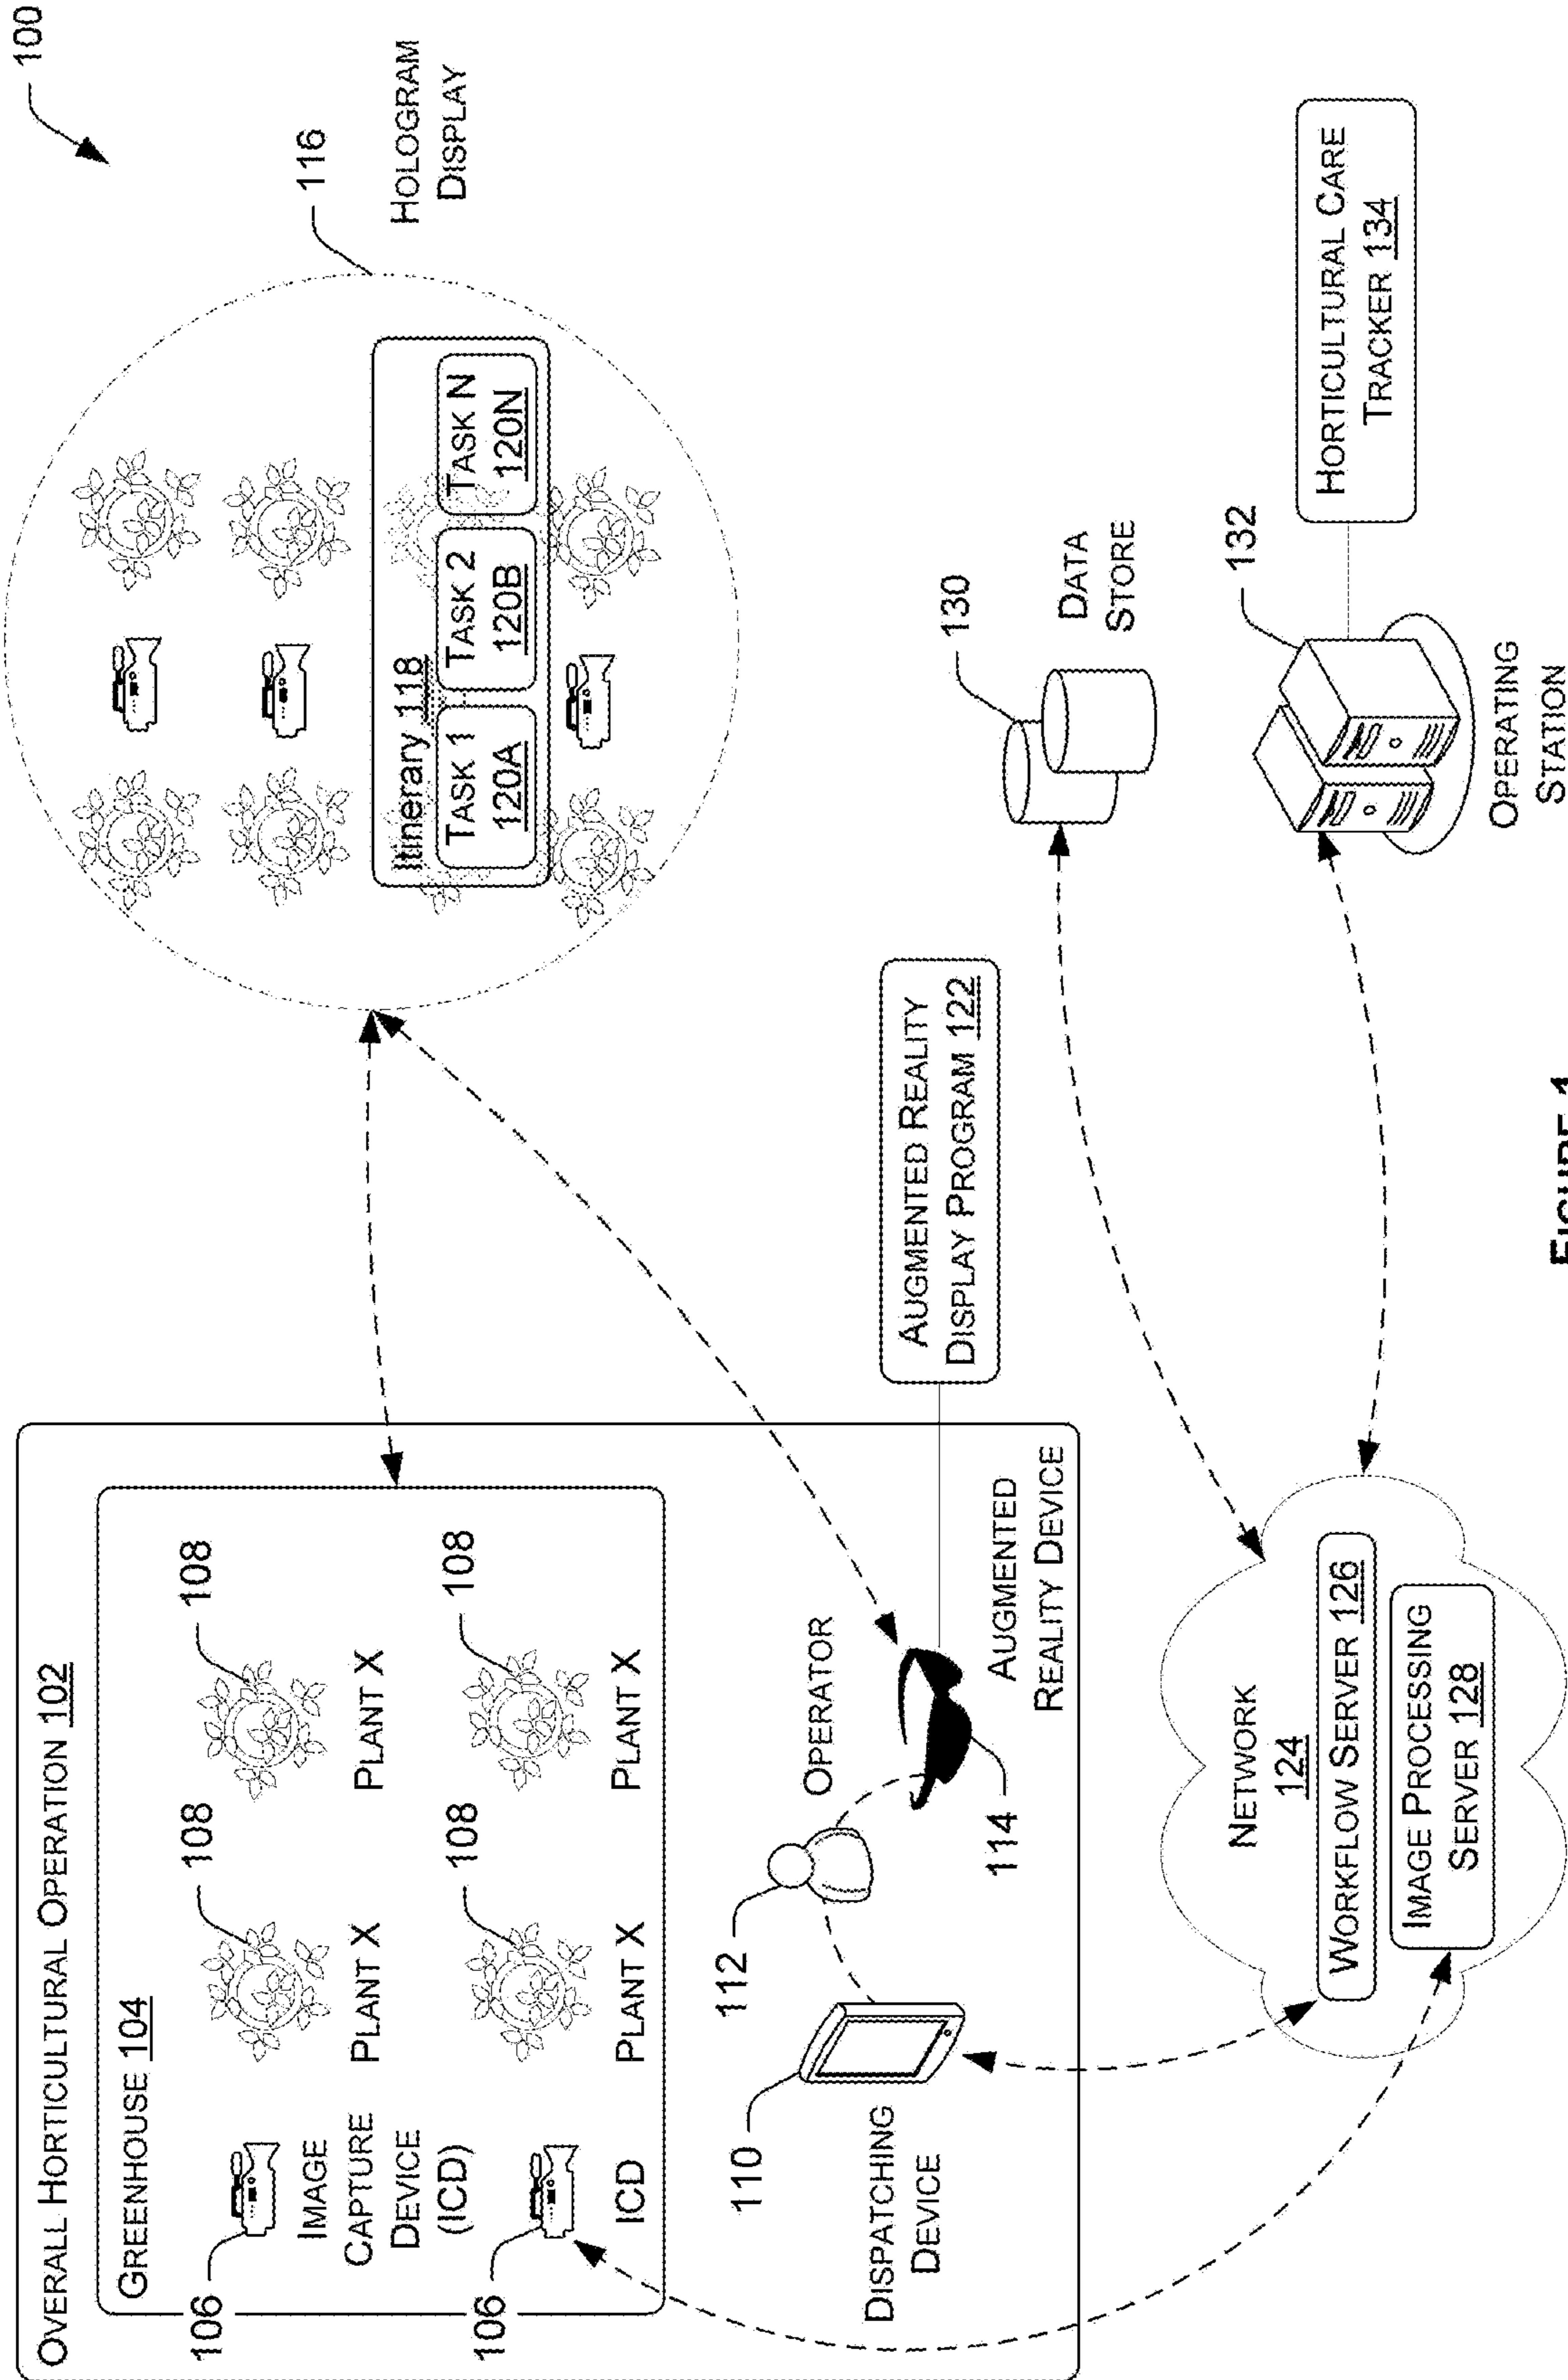 100
OVERALL HORTICULTURAL OPERATION 102
GREENHOUSE 104
106
IMAGE
CAPTURE
DEVICE
(ICD)
108
PLANT X
108
PLANT X
106
ICD
108
PLANT X
108
PLANT X
110
DISPATCHING
DEVICE
112
OPERATOR
114
AUGMENTED
REALITY DEVICE
116
HOLOGRAM
DISPLAY
Itinerary 118
TASK 1
120A
TASK 2
120B
TASK N
120N
AUGMENTED REALITY
DISPLAY PROGRAM 122
NETWORK
124
WORKFLOW SERVER 126
IMAGE PROCESSING
SERVER 128
130
DATA
STORE
132
OPERATING
STATION
HORTICULTURAL CARE
TRACKER 134
FIGURE 1